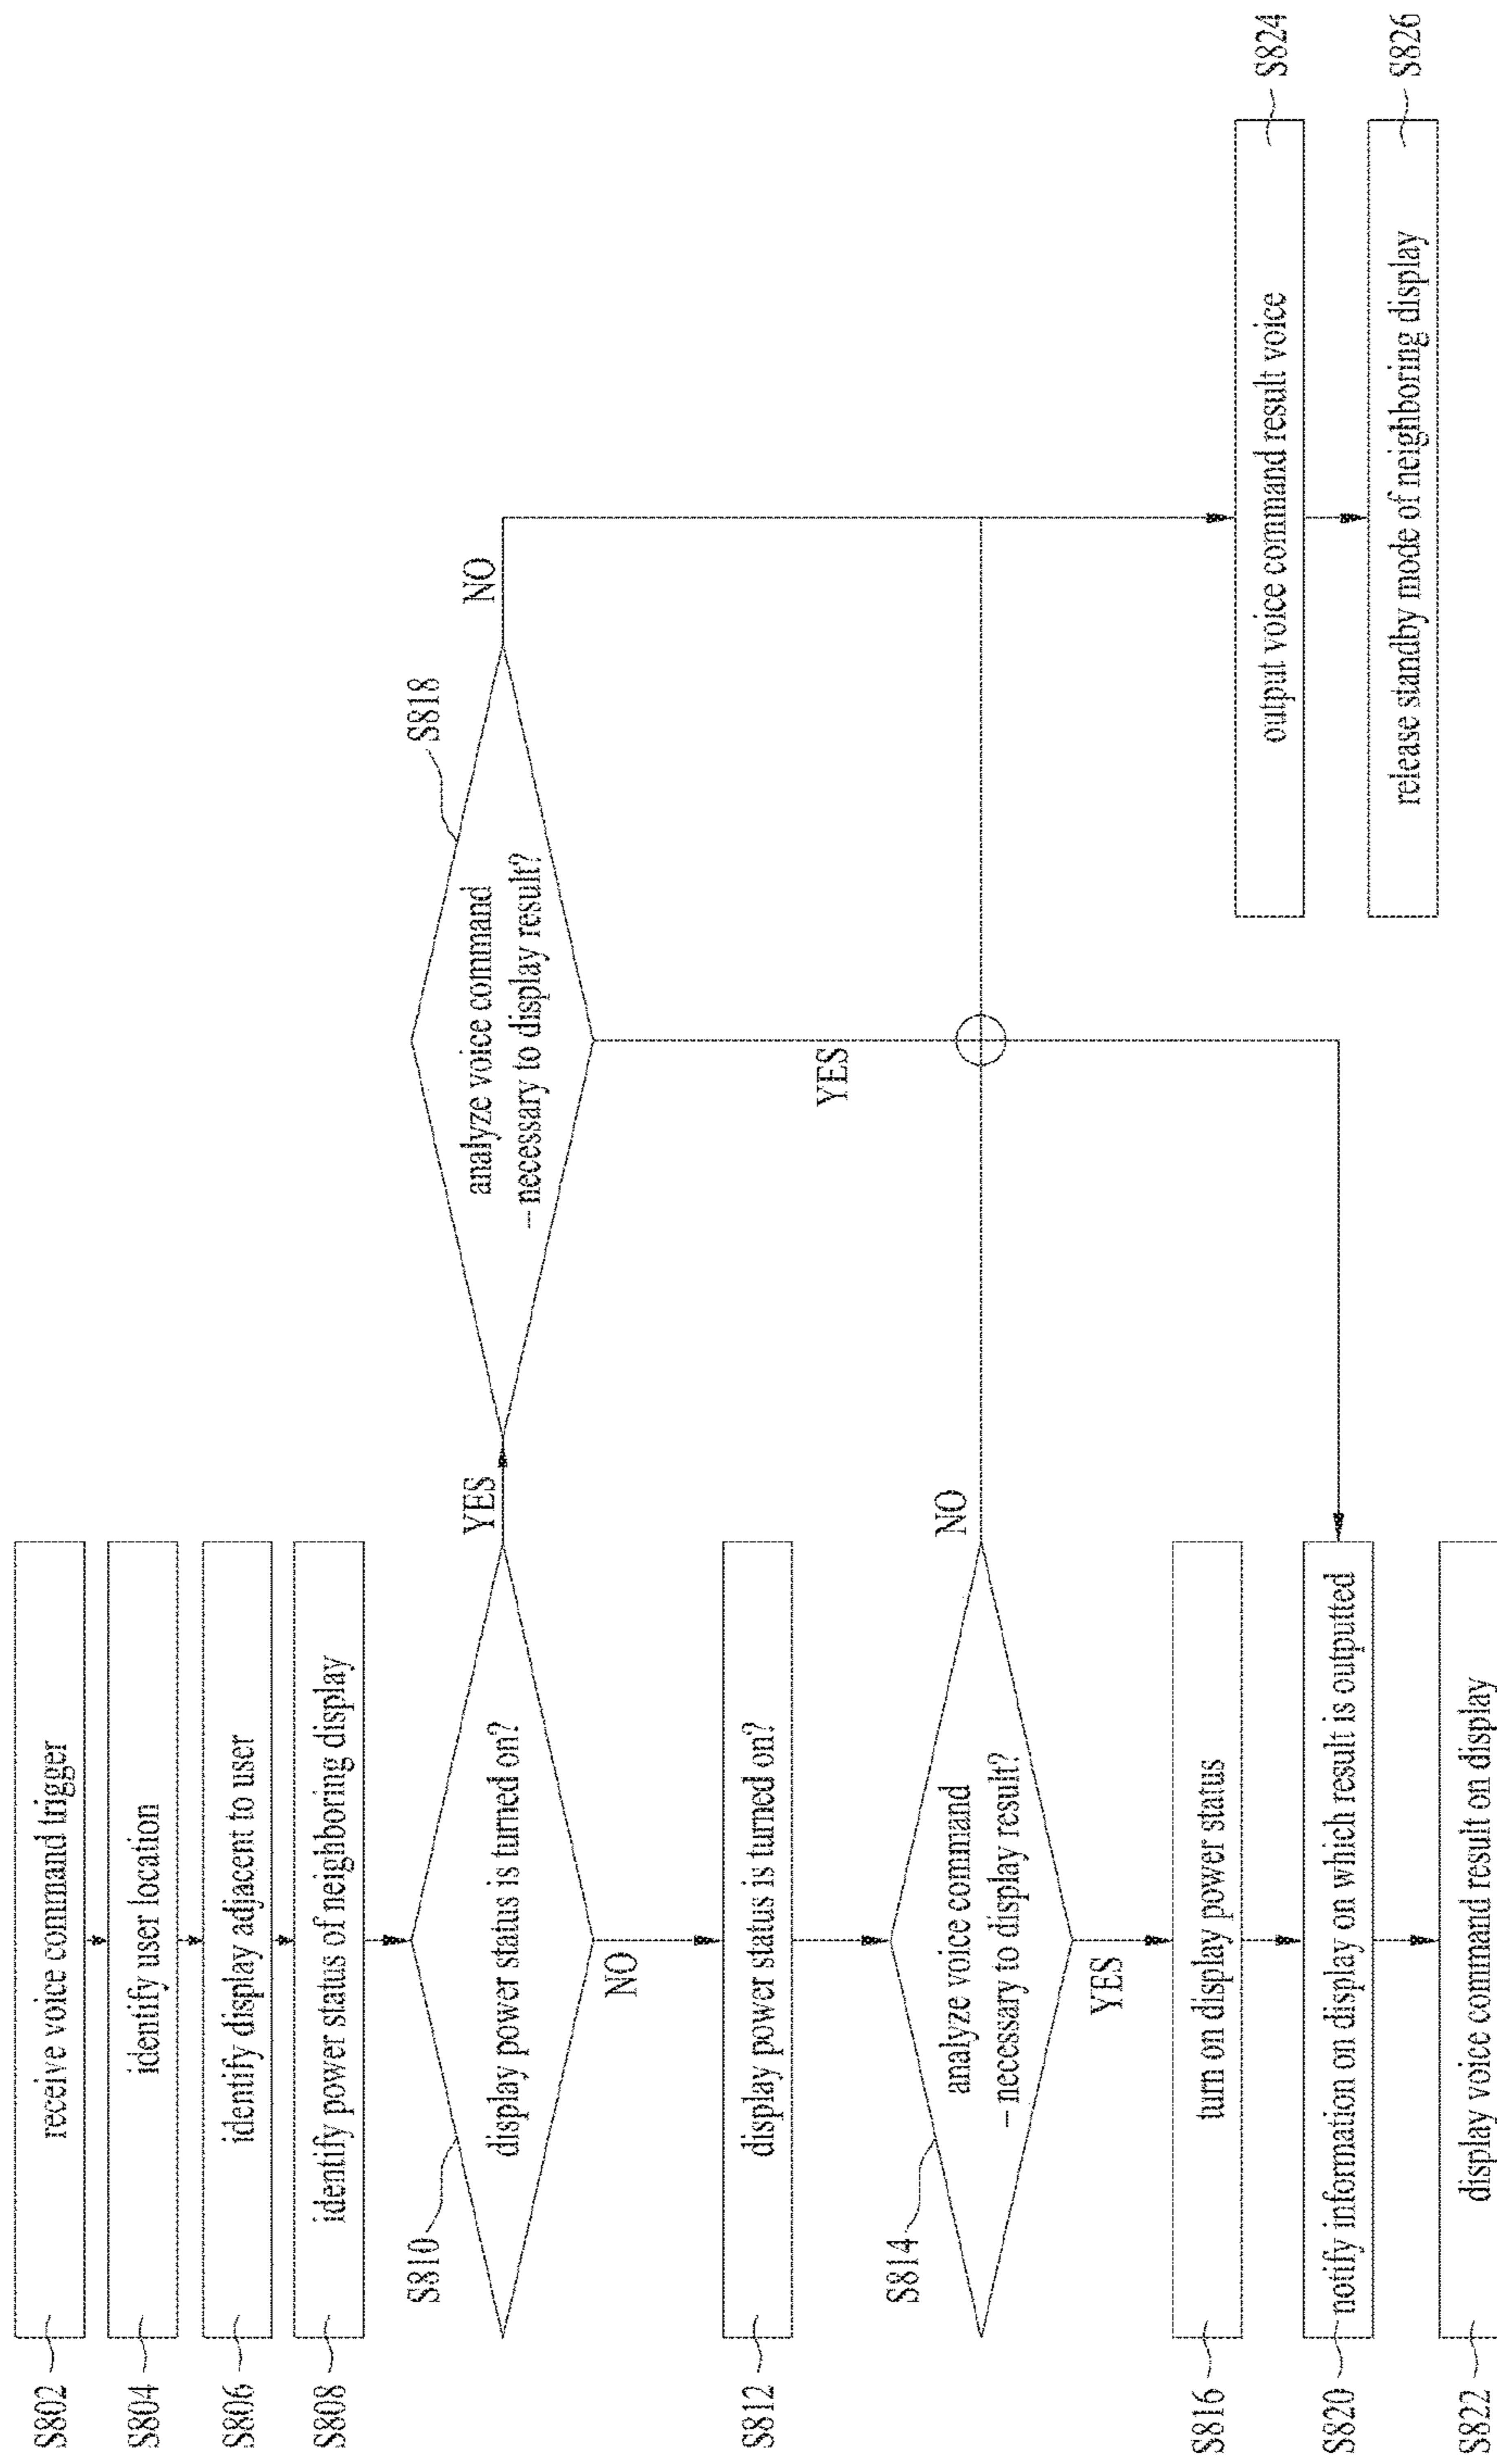 S802
receive voice command trigger
S804
identify user location
S806
identify display adjacent to user
S808
identify power status of neighboring display
S810
display power status is turned on?
YES
NO
S818
analyze voice command
– necessary to display result?
NO
YES
S812
display power status is turned on?
S814
analyze voice command
– necessary to display result?
NO
YES
S816
turn on display power status
S820
notify information on display on which result is outputted
S822
display voice command result on display
S824
output voice command result voice
S826
release standby mode of neighboring display